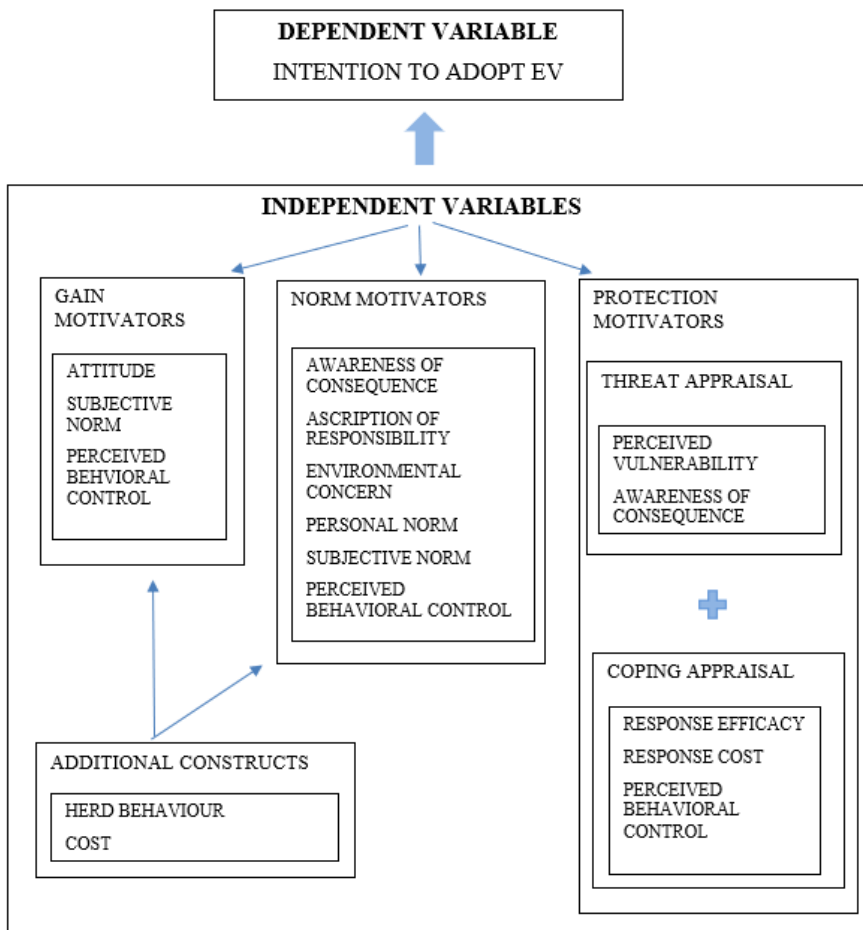 DEPENDENT VARIABLE
INTENTION TO ADOPT EV
INDEPENDENT VARIABLES
GAIN
MOTIVATORS
ATTITUDE
SUBJECTIVE
NORM
PERCEIVED
BEHVIORAL
CONTROL
NORM MOTIVATORS
AWARENESS OF
CONSEQUENCE
ASCRIPTION OF
RESPONSIBILITY
ENVIRONMENTAL
CONCERN
PERSONAL NORM
SUBJECTIVE NORM
PERCEIVED
BEHAVIORAL CONTROL
PROTECTION
MOTIVATORS
THREAT APPRAISAL
PERCEIVED
VULNERABILITY
AWARENESS OF
CONSEQUENCE
COPING APPRAISAL
RESPONSE EFFICACY
RESPONSE COST
PERCEIVED
BEHAVIORAL
CONTROL
ADDITIONAL CONSTRUCTS
HERD BEHAVIOUR
COST